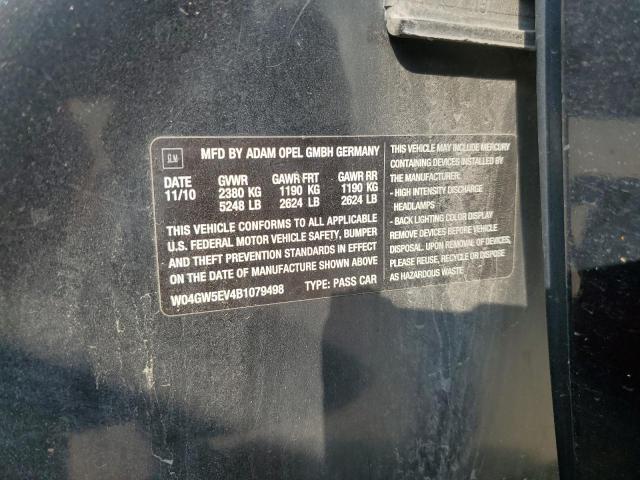 GM
MFD BY ADAM OPEL GMBH GERMANY
DATE GVWR GAWR FRT GAWR RR
11/10 2380 KG 1190 KG 1190 KG
5248 LB 2624 LB 2624 LB
THIS VEHICLE CONFORMS TO ALL APPLICABLE
U.S. FEDERAL MOTOR VEHICLE SAFETY, BUMPER
AND THEFT PREVENTION STANDARDS IN EFFECT
ON THE DATE OF MANUFACTURE SHOWN ABOVE
W04GW5EV4B1079498 TYPE: PASS CAR
THIS VEHICLE MAY INCLUDE MERCURY
CONTAINING DEVICES INSTALLED BY
THE MANUFACTURER:
- HIGH INTENSITY DISCHARGE
HEADLAMPS
- BACK LIGHTING COLOR DISPLAY
REMOVE DEVICES BEFORE VEHICLE
DISPOSAL. UPON REMOVAL OF DEVICES,
PLEASE REUSE, RECYCLE OR DISPOSE
AS HAZARDOUS WASTE